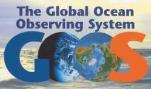 The Global Ocean
Observing System
GOOS